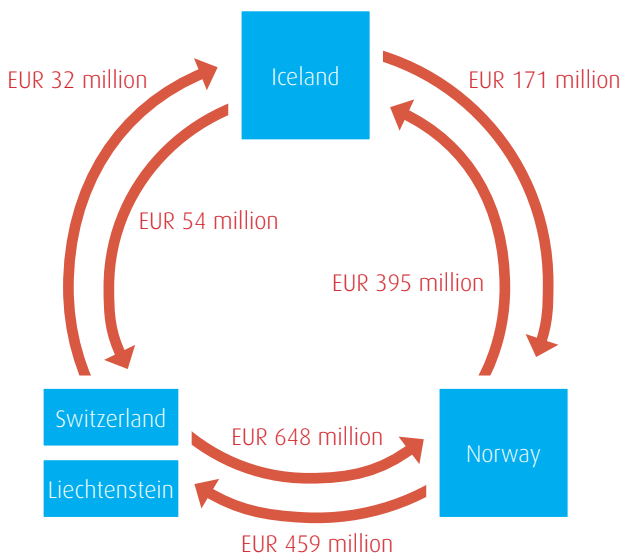 Iceland
EUR 32 million
EUR 171 million
EUR 54 million
EUR 395 million
Switzerland
EUR 648 million
Norway
Liechtenstein
EUR 459 million